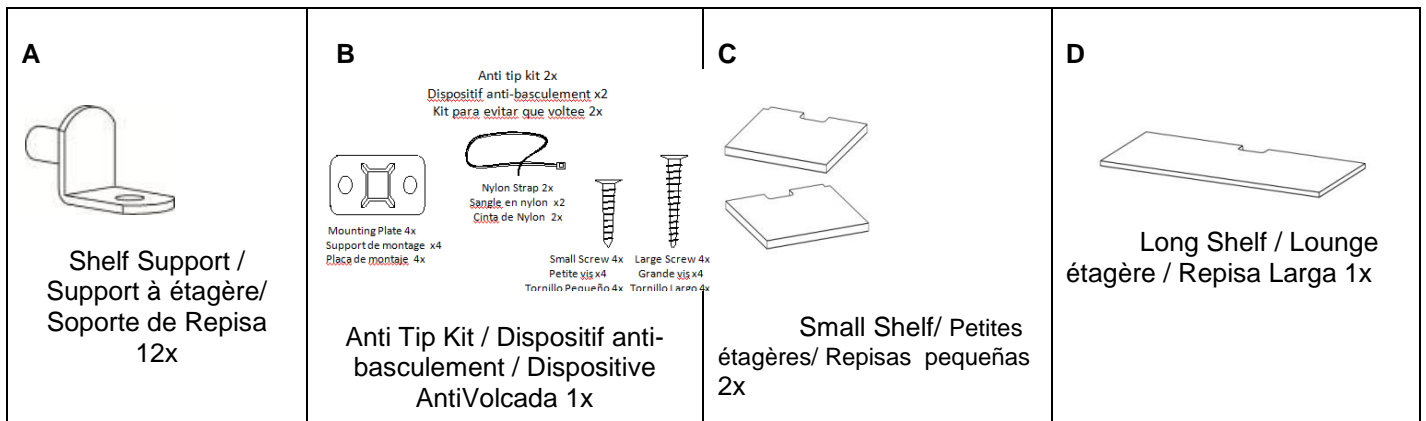 A
Shelf Support /
Support à étagère/
Soporte de Repisa
12x
B
Anti tip kit 2x
Dispositif anti-basculement x2
Kit para evitar que voltee 2x
Nylon Strap 2x
Sangle en nylon x2
Cinta de Nylon 2x
Mounting Plate 4x
Support de montage x4
Placa de montaje 4x
Small Screw 4x
Petite vis x4
Tornillo Pequeño 4x
Large Screw 4x
Grande vis x4
Tornillo Largo 4x
Anti Tip Kit / Dispositif anti-
basculement / Dispositive
AntiVolcada 1x
C
Small Shelf/ Petites
étagères/ Repisas pequeñas
2x
D
Long Shelf / Lounge
étagère / Repisa Larga 1x